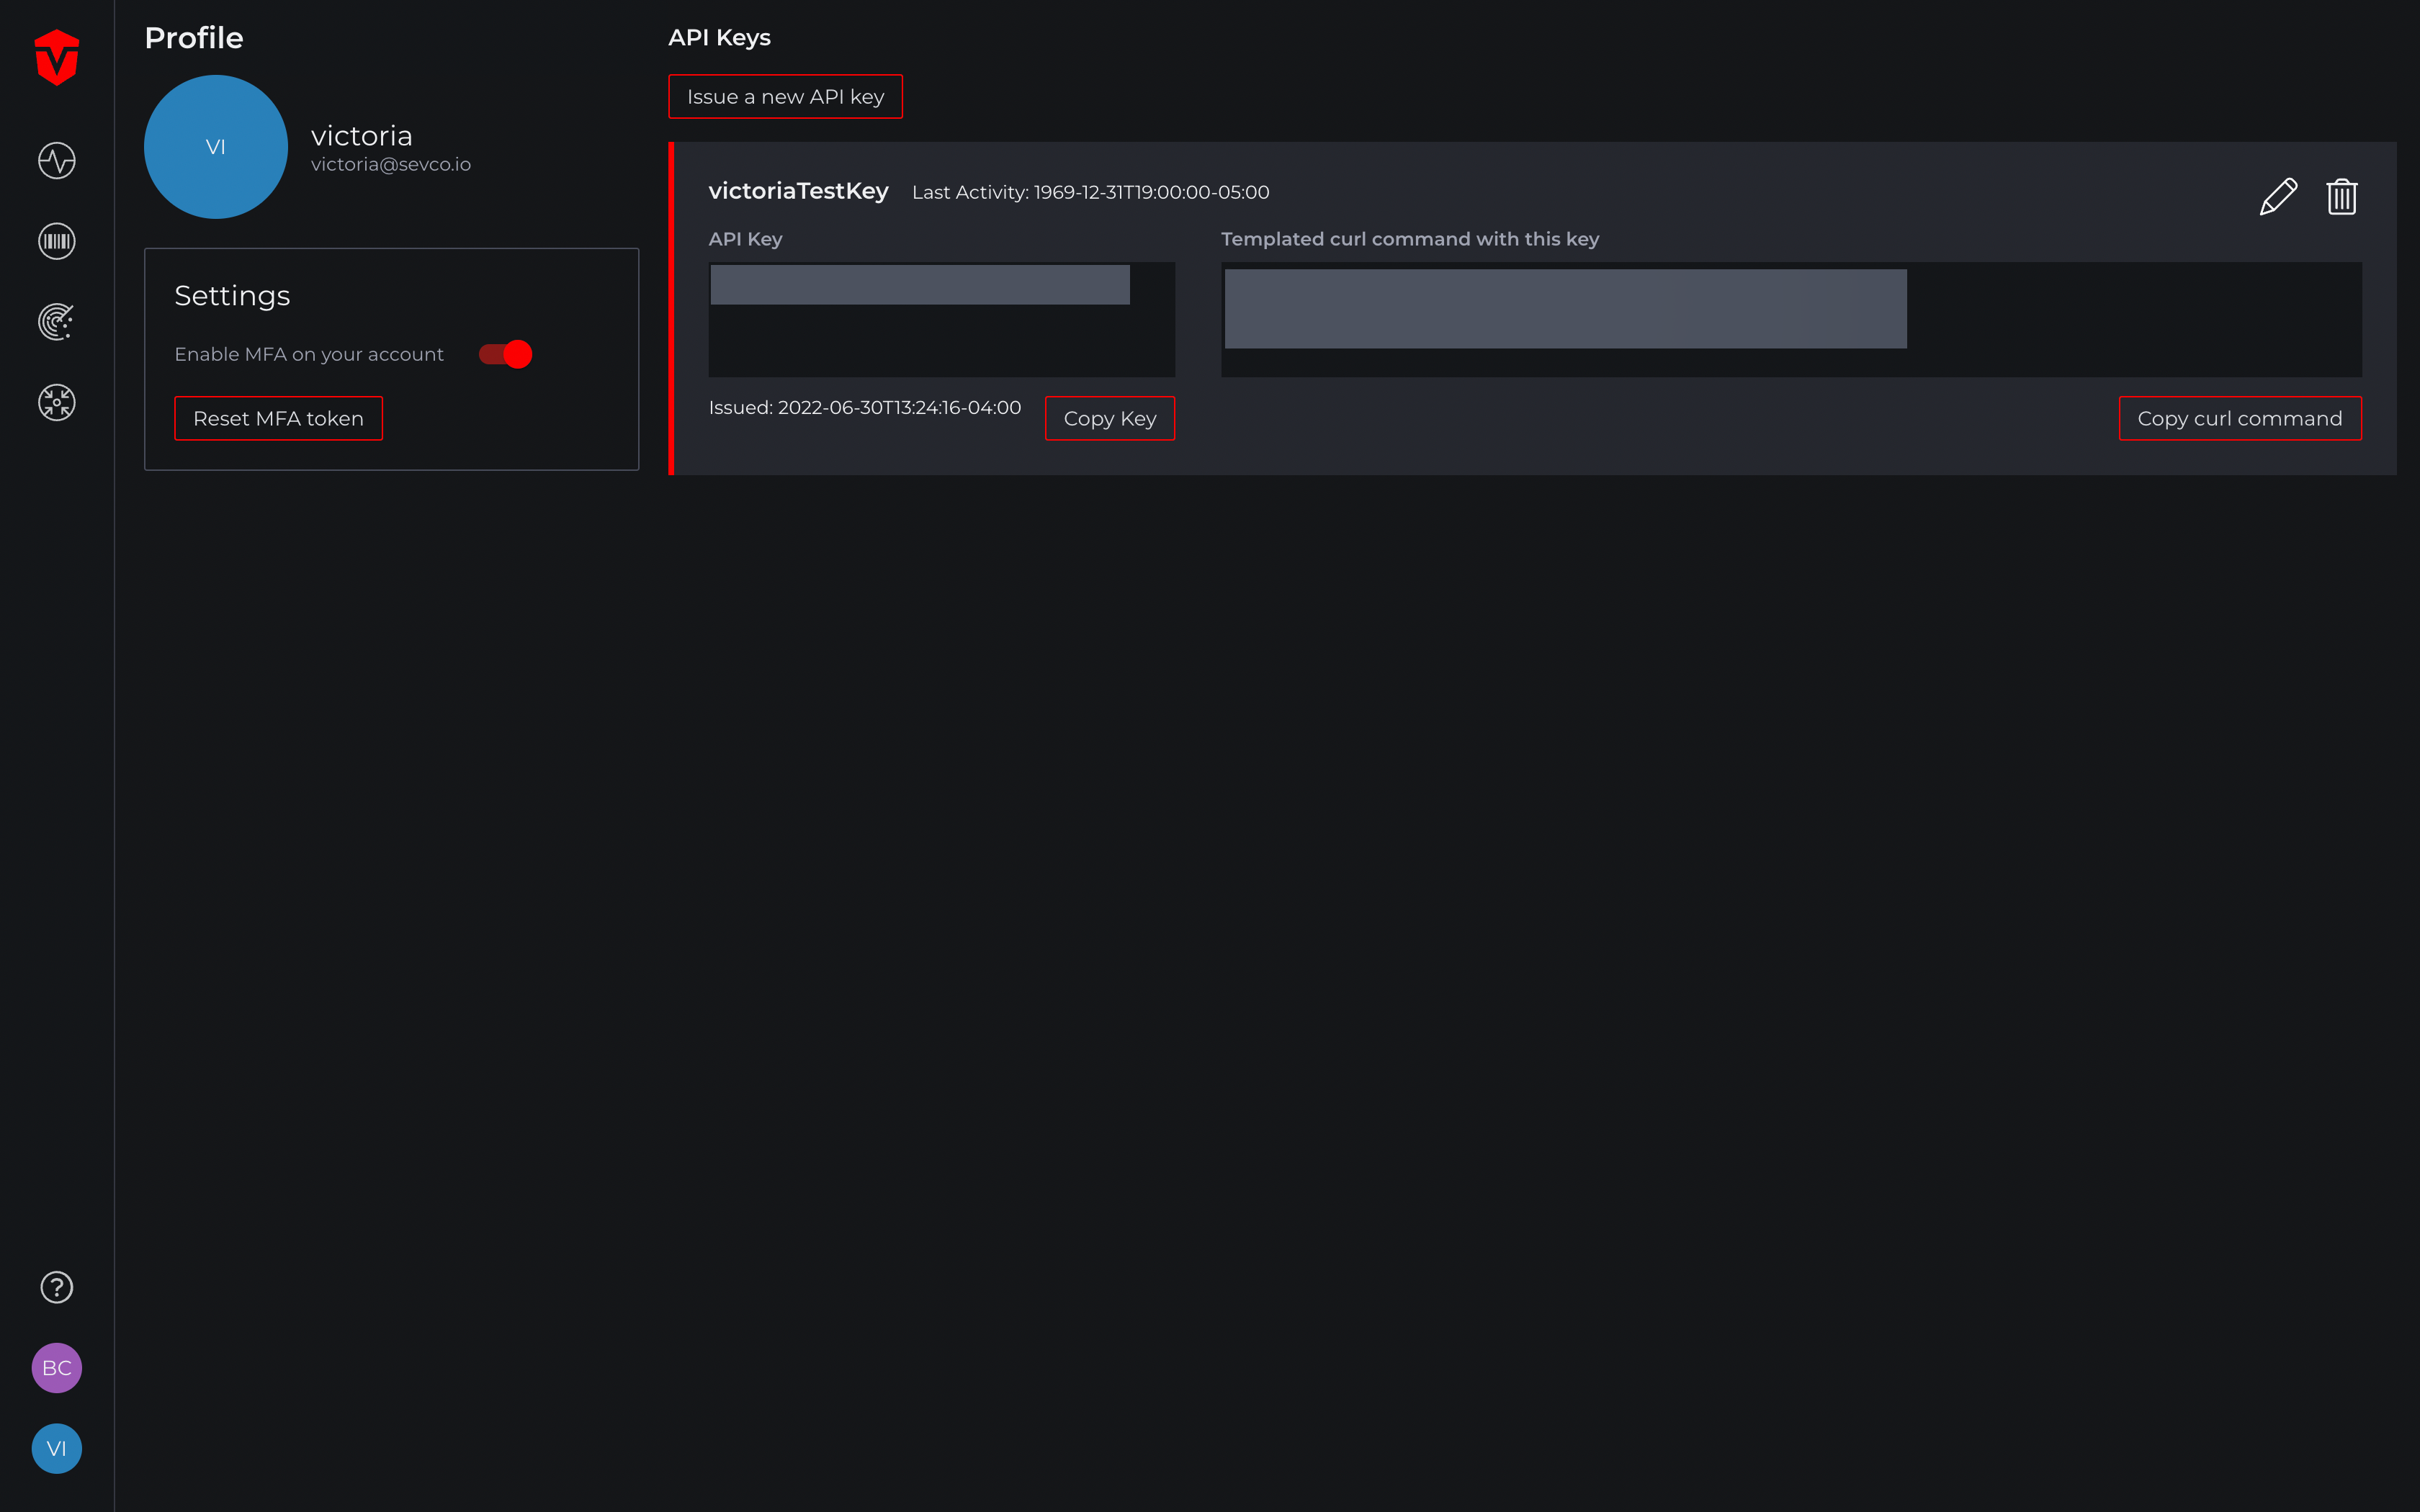 Profile
VI
victoria
victoria@sevco.io
Settings
Enable MFA on your account
Reset MFA token
API Keys
Issue a new API key
victoriaTestKey Last Activity: 1969-12-31T19:00:00-05:00
API Key
Templated curl command with this key
Issued: 2022-06-30T13:24:16-04:00
Copy Key
Copy curl command
?
BC
VI